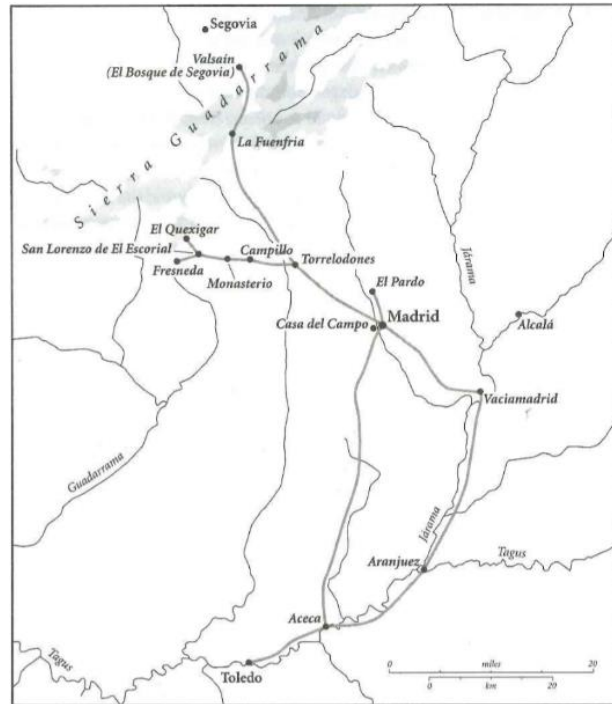 Segovia
Valsaín
(El Bosque de Segovia)
Sierra Guadarrama
La Fuenfría
El Quexigar
San Lorenzo de El Escorial
Campillo
Fresneda
Monasterio
Torrelodones
El Pardo
Járama
Madrid
Casa del Campo
Alcalá
Vaciamadrid
Guadarrama
Járama
Aranjuez
Tagus
Aceca
Tagus
Toledo
0 miles 20
0 km 20